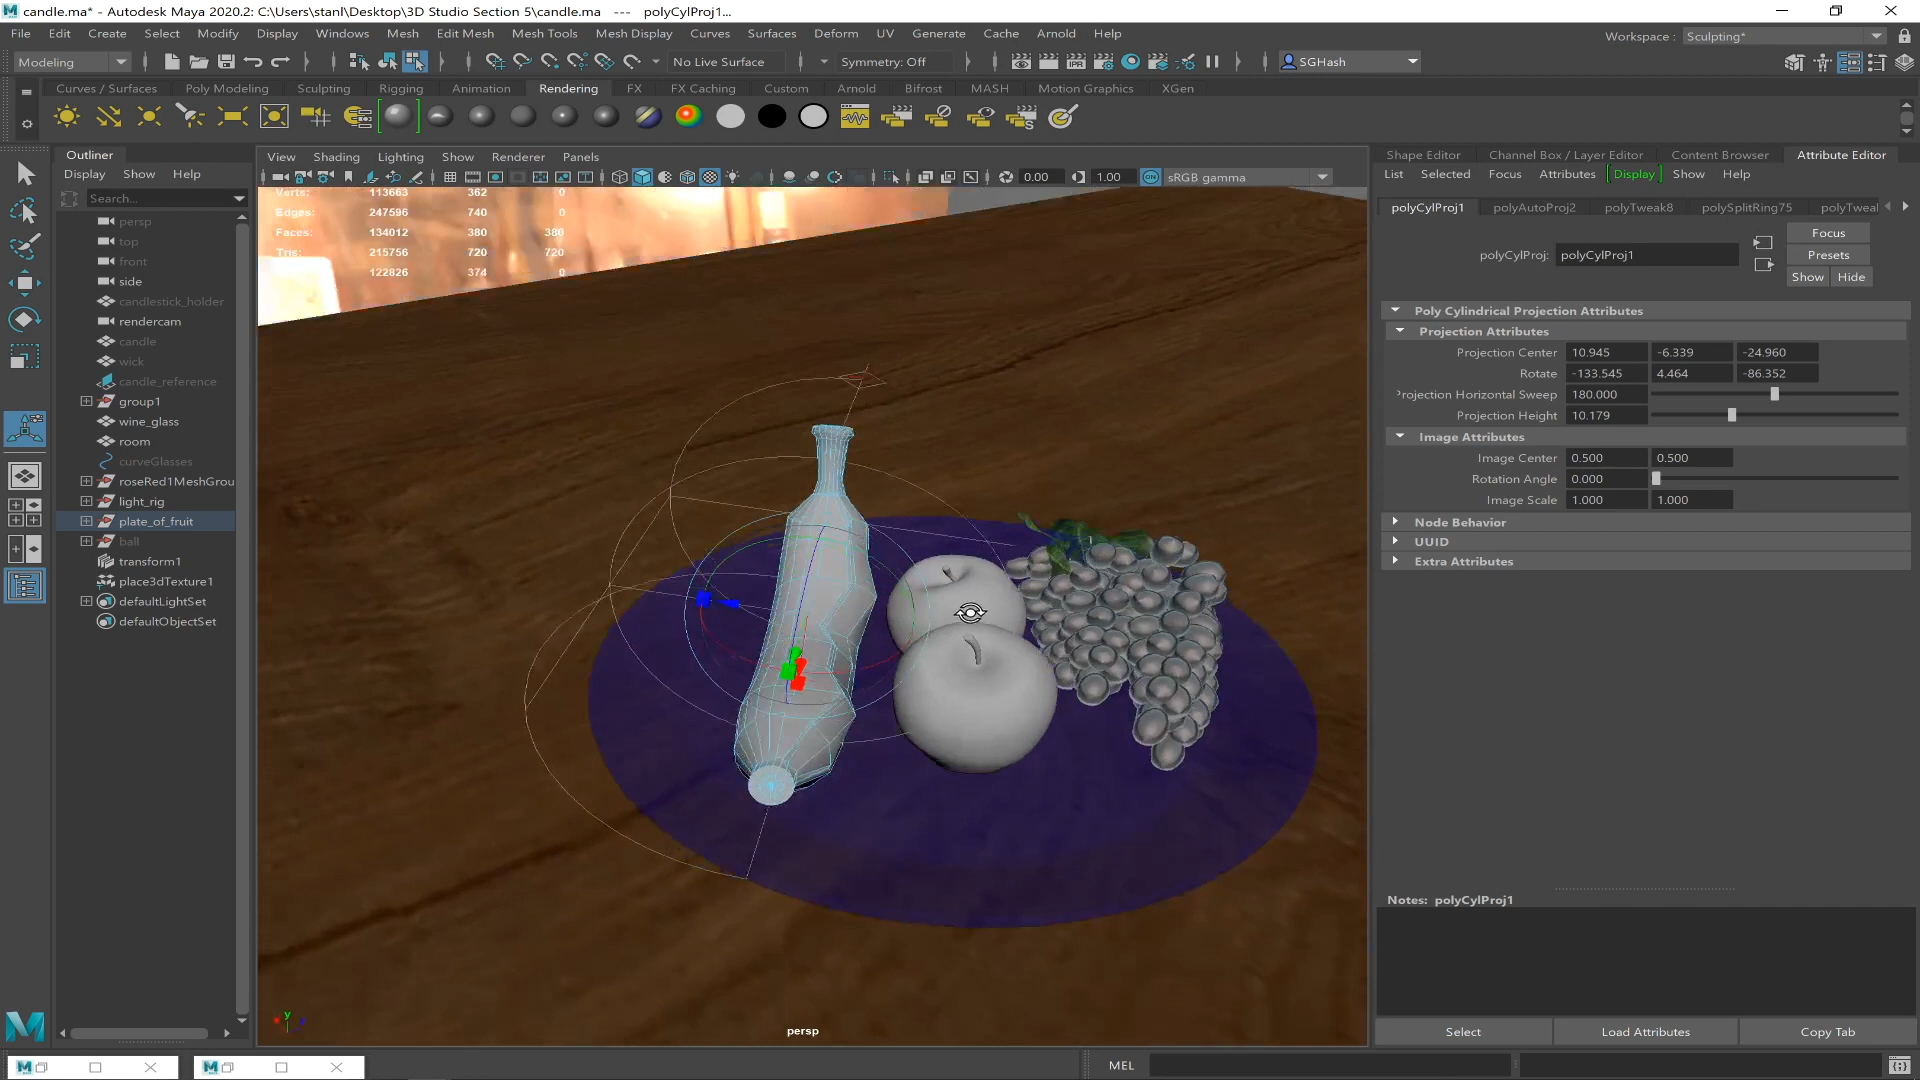 candle.ma* - Autodesk Maya 2020.2: C:\Users\stanl\Desktop\3D Studio Section 5\candle.ma --- polyCylProj1...
File Edit Create Select Modify Display Windows Mesh Edit Mesh Mesh Tools Mesh Display Curves Surfaces Deform UV Generate Cache Arnold Help
Workspace : Sculpting*
Modeling No Live Surface Symmetry: Off SGHash
Curves / Surfaces Poly Modeling Sculpting Rigging Animation Rendering FX FX Caching Custom Arnold Bifrost MASH Motion Graphics XGen
Outliner
Display Show Help
Search...
persp
top
front
side
candlestick_holder
rendercam
candle
wick
candle_reference
group1
wine_glass
room
curveGlasses
roseRed1MeshGrou
light_rig
plate_of_fruit
ball
transform1
place3dTexture1
defaultLightSet
defaultObjectSet
View Shading Lighting Show Renderer Panels
0.00 1.00 ON sRGB gamma
Verts: 113663 362 0
Edges: 247596 740 0
Faces: 134012 380 380
Tris: 215756 720 720
122826 374 0
persp
Shape Editor Channel Box / Layer Editor Content Browser Attribute Editor
List Selected Focus Attributes Display Show Help
polyCylProj1 polyAutoProj2 polyTweak8 polySplitRing75 polyTweal
polyCylProj: polyCylProj1
Focus
Presets
Show Hide
Poly Cylindrical Projection Attributes
Projection Attributes
Projection Center 10.945 -6.339 -24.960
Rotate -133.545 4.464 -86.352
Projection Horizontal Sweep 180.000
Projection Height 10.179
Image Attributes
Image Center 0.500 0.500
Rotation Angle 0.000
Image Scale 1.000 1.000
Node Behavior
UUID
Extra Attributes
Notes: polyCylProj1
Select Load Attributes Copy Tab
MEL